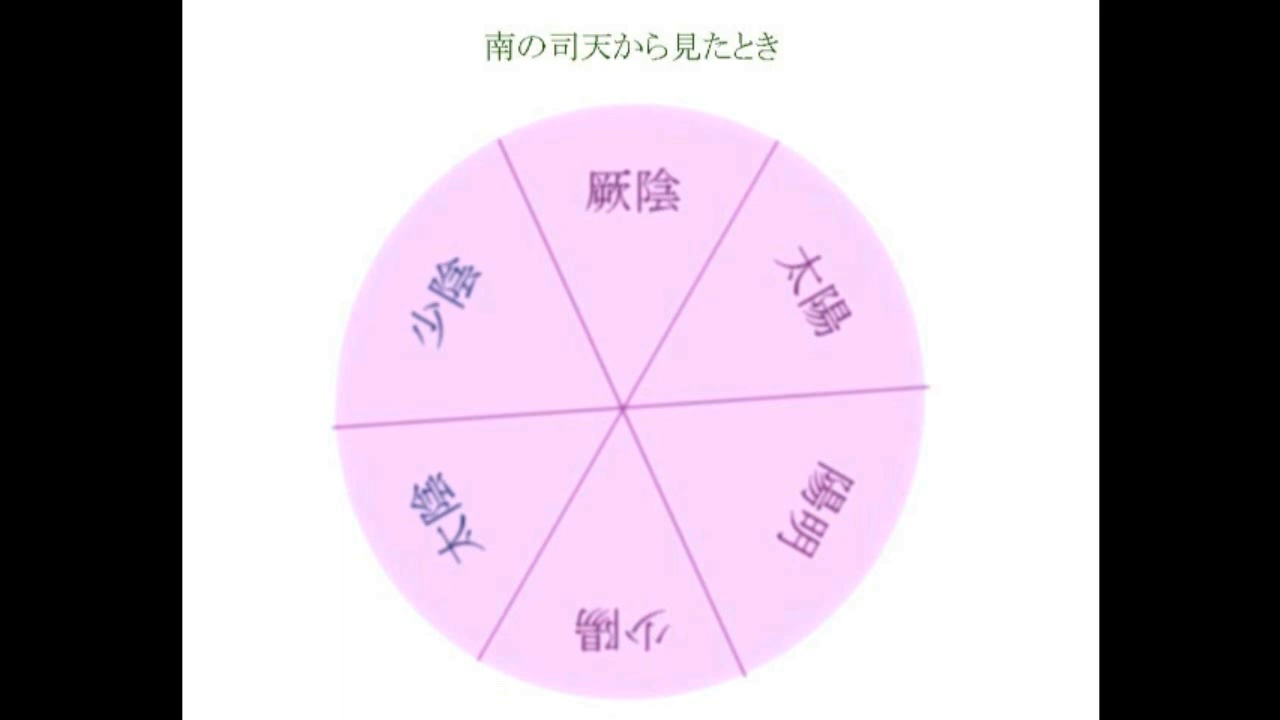 南の司天から見たとき
厥陰
太陽
陽明
少陽
太陰
少陰